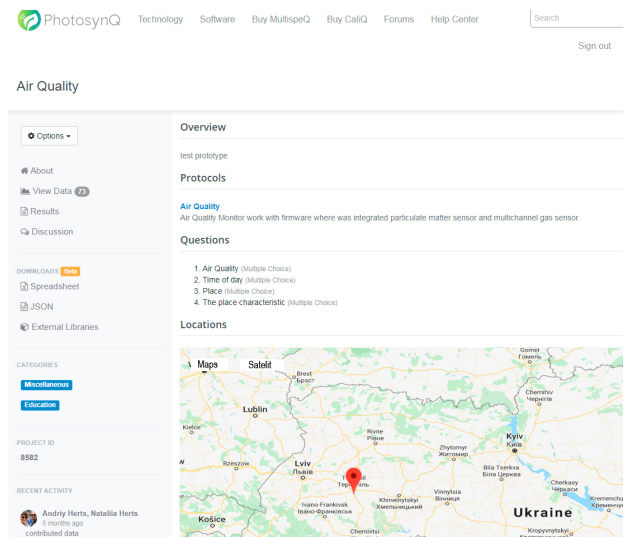 PhotosynQ
Technology Software Buy MultispeQ Buy CaliQ Forums Help Center
Search
Sign out
Air Quality
Options
About
View Data 73
Results
Discussion
DOWNLOADS Beta
Spreadsheet
JSON
External Libraries
CATEGORIES
Miscellaneous
Education
PROJECT ID
8582
RECENT ACTIVITY
Andriy Herts, Nataliia Herts
5 months ago
contributed data
Overview
test prototype
Protocols
Air Quality
Air Quality Monitor work with firmware where was integrated particulate matter sensor and multichannel gas sensor
Questions
1. Air Quality (Multiple Choice)
2. Time of day (Multiple Choice)
3. Place (Multiple Choice)
4. The place characteristic (Multiple Choice)
Locations
Maps Satelit
Gomel
Гомель
Brest
Брэст
Chernihiv
Чернігів
Lublin
Kielce
Rivne
Рівне
Kyiv
Київ
Zhytomyr
Житомир
Rzeszow
Lviv
Львів
Bila Tserkva
Біла Церква
Cherkasy
Черкаси
Khmelnytskyi
Хмельницький
Vinnytsia
Вінниця
Ivano-Frankivsk
Івано-Франківськ
Ukraine
Košice
Chernivtsi
Kropyvnytskyi